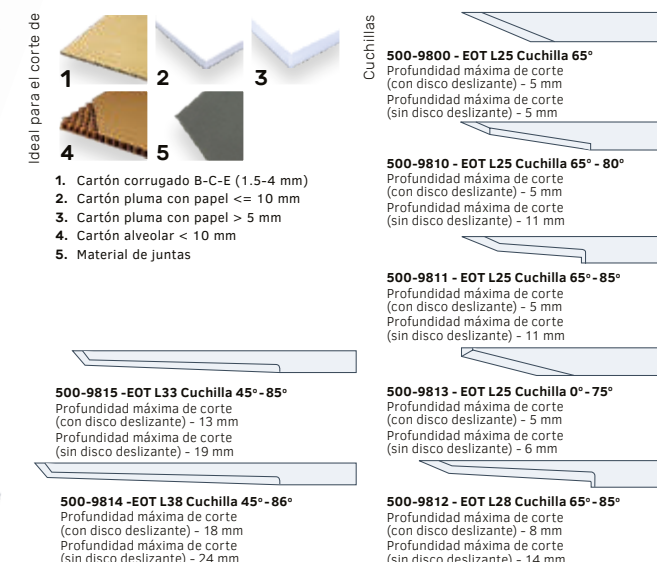 Ideal para el corte de
1
2
3
4
5
1. Cartón corrugado B-C-E (1.5-4 mm)
2. Cartón pluma con papel <= 10 mm
3. Cartón pluma con papel > 5 mm
4. Cartón alveolar < 10 mm
5. Material de juntas
500-9815 -EOT L33 Cuchilla 45°-85°
Profundidad máxima de corte
(con disco deslizante) - 13 mm
Profundidad máxima de corte
(sin disco deslizante) - 19 mm
500-9814 -EOT L38 Cuchilla 45°-86°
Profundidad máxima de corte
(con disco deslizante) - 18 mm
Profundidad máxima de corte
(sin disco deslizante) - 24 mm
Cuchillas
500-9800 - EOT L25 Cuchilla 65°
Profundidad máxima de corte
(con disco deslizante) - 5 mm
Profundidad máxima de corte
(sin disco deslizante) - 5 mm
500-9810 - EOT L25 Cuchilla 65° - 80°
Profundidad máxima de corte
(con disco deslizante) - 5 mm
Profundidad máxima de corte
(sin disco deslizante) - 11 mm
500-9811 - EOT L25 Cuchilla 65°-85°
Profundidad máxima de corte
(con disco deslizante) - 5 mm
Profundidad máxima de corte
(sin disco deslizante) - 11 mm
500-9813 - EOT L25 Cuchilla 0°-75°
Profundidad máxima de corte
(con disco deslizante) - 5 mm
Profundidad máxima de corte
(sin disco deslizante) - 6 mm
500-9812 - EOT L28 Cuchilla 65°-85°
Profundidad máxima de corte
(con disco deslizante) - 8 mm
Profundidad máxima de corte
(sin disco deslizante) - 14 mm